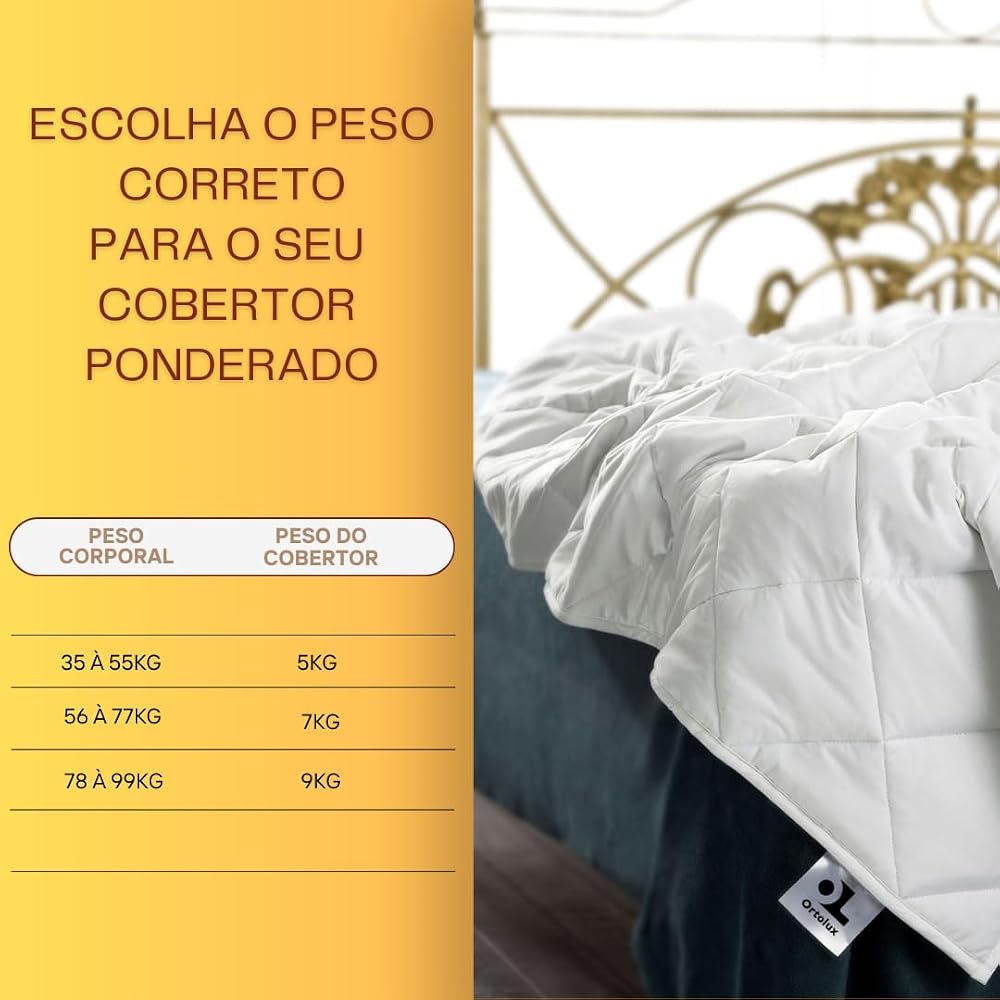 ESCOLHA O PESO
CORRETO
PARA O SEU
COBERTOR
PONDERADO
PESO CORPORAL
PESO DO COBERTOR
35 À 55KG 5KG
56 À 77KG 7KG
78 À 99KG 9KG
OL
Ortolux